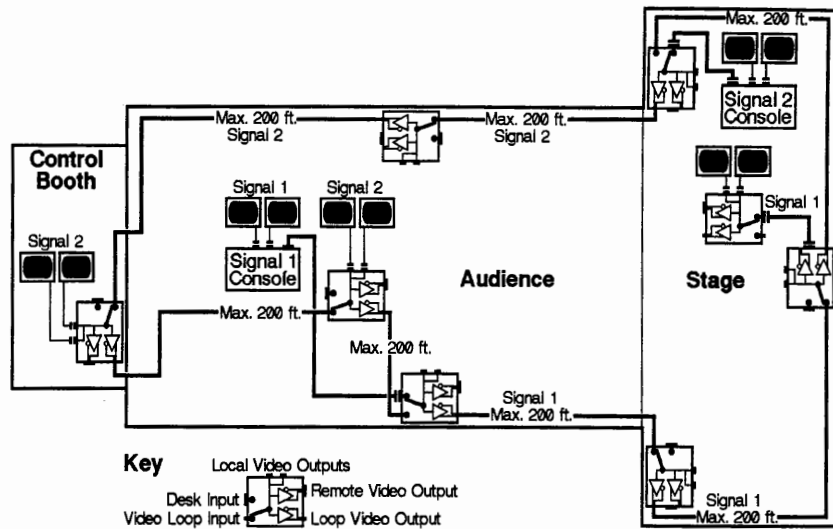 Max. 200 ft.
Signal 2
Console
Max. 200 ft.
Signal 2
Max. 200 ft.
Signal 2
Control
Booth
Signal 1
Signal 2
Signal 1
Signal 2
Signal 1
Console
Audience
Stage
Max. 200 ft.
Max. 200 ft.
Signal 1
Max. 200 ft.
Key
Local Video Outputs
Desk Input
Remote Video Output
Video Loop Input
Loop Video Output
Signal 1
Max. 200 ft.